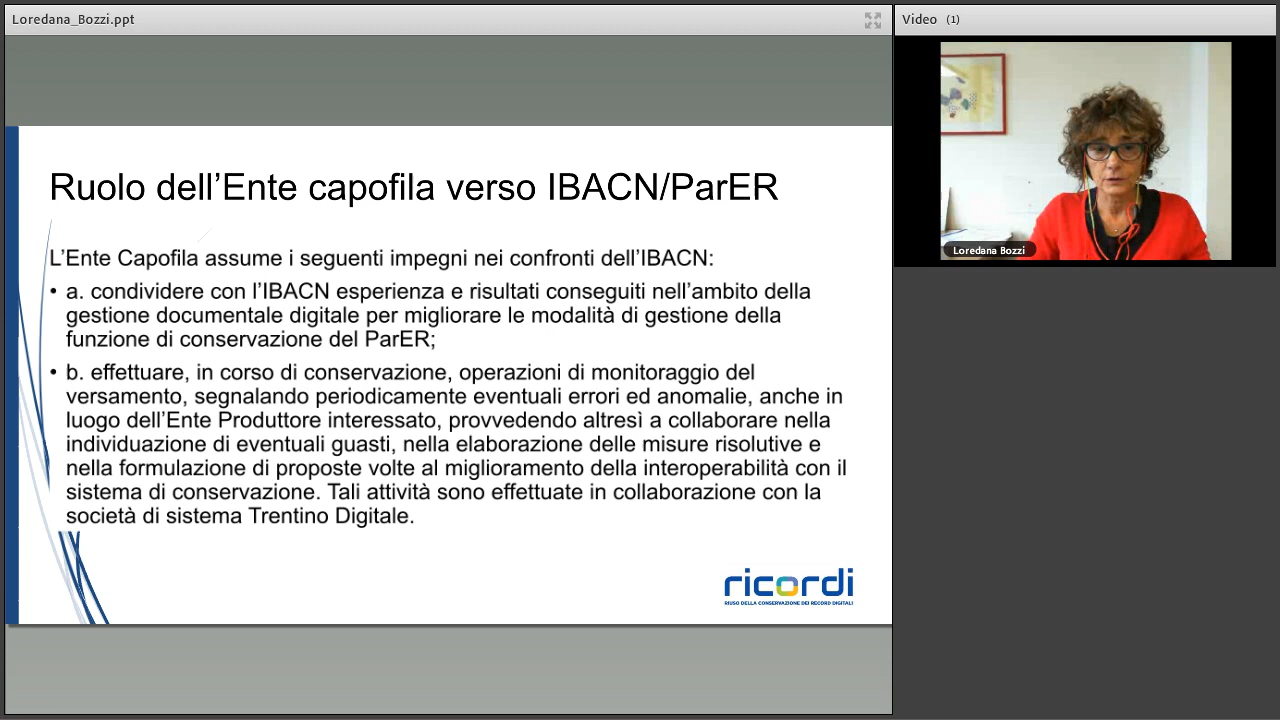 Loredana_Bozzi.ppt
Video (1)
Ruolo dell’Ente capofila verso IBACN/ParER
L’Ente Capofila assume i seguenti impegni nei confronti dell’IBACN:
• a. condividere con l’IBACN esperienza e risultati conseguiti nell’ambito della
gestione documentale digitale per migliorare le modalità di gestione della
funzione di conservazione del ParER;
• b. effettuare, in corso di conservazione, operazioni di monitoraggio del
versamento, segnalando periodicamente eventuali errori ed anomalie, anche in
luogo dell’Ente Produttore interessato, provvedendo altresì a collaborare nella
individuazione di eventuali guasti, nella elaborazione delle misure risolutive e
nella formulazione di proposte volte al miglioramento della interoperabilità con il
sistema di conservazione. Tali attività sono effettuate in collaborazione con la
società di sistema Trentino Digitale.
ricordi
RIUSO DELLA CONSERVAZIONE DEI RECORD DIGITALI
Loredana Bozzi